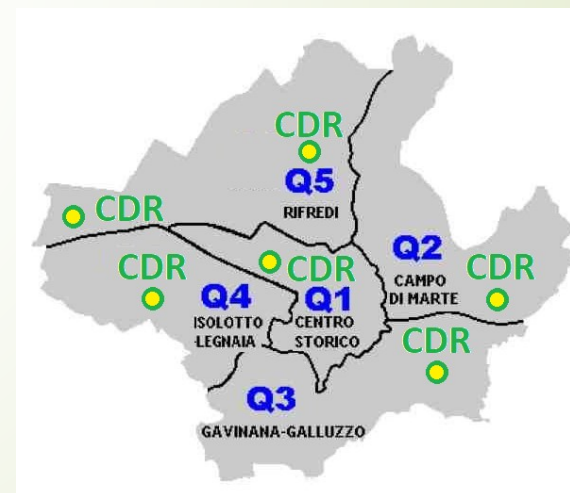 CDR
Q5
RIFREDI
CDR
Q2
CAMPO
DI MARTE
CDR
CDR
CDR
Q4
ISOLOTTO
LEGNAIA
Q1
CENTRO
STORICO
CDR
Q3
GAVINANA-GALLUZZO